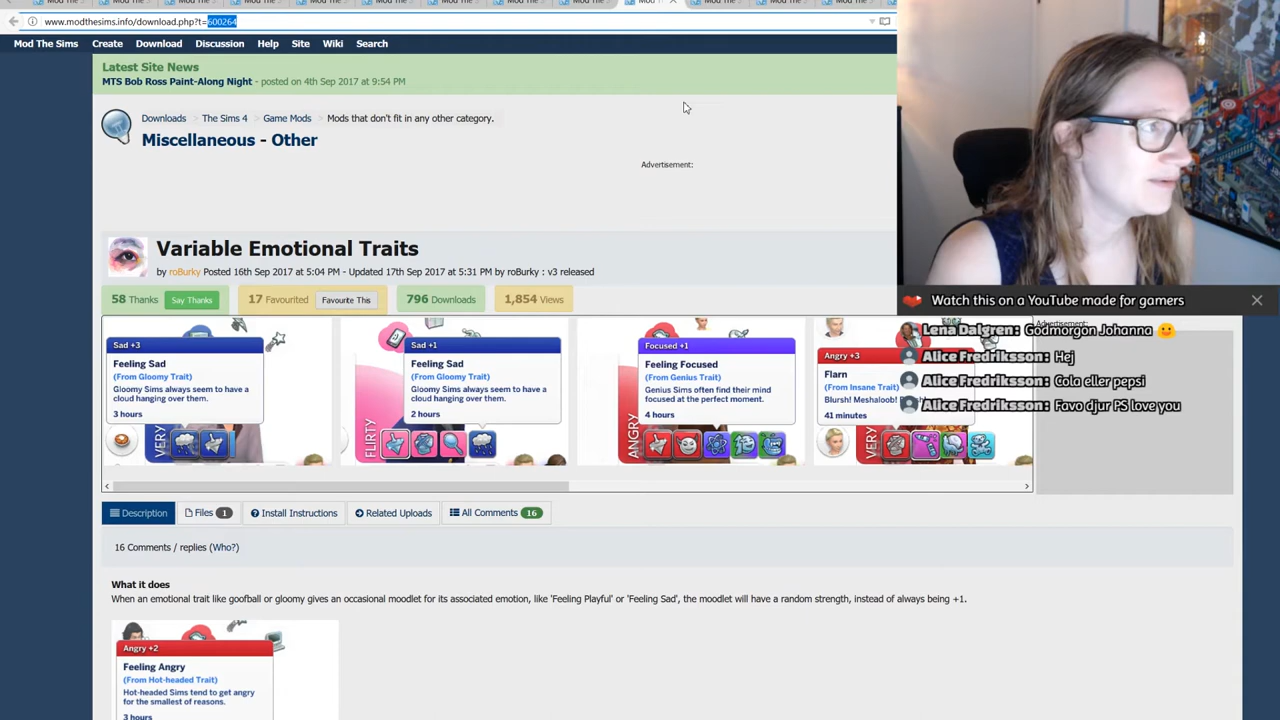 Mod T
www.modthesims.info/download.php?t=600264
Mod The Sims Create Download Discussion Help Site Wiki Search
Latest Site News
MTS Bob Ross Paint-Along Night - posted on 4th Sep 2017 at 9:54 PM
Downloads > The Sims 4 > Game Mods > Mods that don't fit in any other category.
Miscellaneous - Other
Advertisement:
Variable Emotional Traits
by roBurky Posted 16th Sep 2017 at 5:04 PM - Updated 17th Sep 2017 at 5:31 PM by roBurky : v3 released
58 Thanks Say Thanks 17 Favourited Favourite This 796 Downloads 1,854 Views
Sad +3
Feeling Sad
(From Gloomy Trait)
Gloomy Sims always seem to have a
cloud hanging over them.
3 hours
VERY
Sad +1
Feeling Sad
(From Gloomy Trait)
Gloomy Sims always seem to have a
cloud hanging over them.
2 hours
FLIRTY
Focused +1
Feeling Focused
(From Genius Trait)
Genius Sims often find their mind
focused at the perfect moment.
4 hours
ANGRY
Angry +3
Flarn
(From Insane Trait)
Blursh! Meshaloob!
41 minutes
VERY
Watch this on a YouTube made for gamers
Advertisement:
Lena Dalgren: Godmorgon Johanna
Alice Fredriksson: Hej
Alice Fredriksson: Colo eller pepsi
Alice Fredriksson: Favo djur PS love you
Description Files 1 Install Instructions Related Uploads All Comments 16
16 Comments / replies (Who?)
What it does
When an emotional trait like goofball or gloomy gives an occasional moodlet for its associated emotion, like 'Feeling Playful' or 'Feeling Sad', the moodlet will have a random strength, instead of always being +1.
Angry +2
Feeling Angry
(From Hot-headed Trait)
Hot-headed Sims tend to get angry
for the smallest of reasons.
3 hours